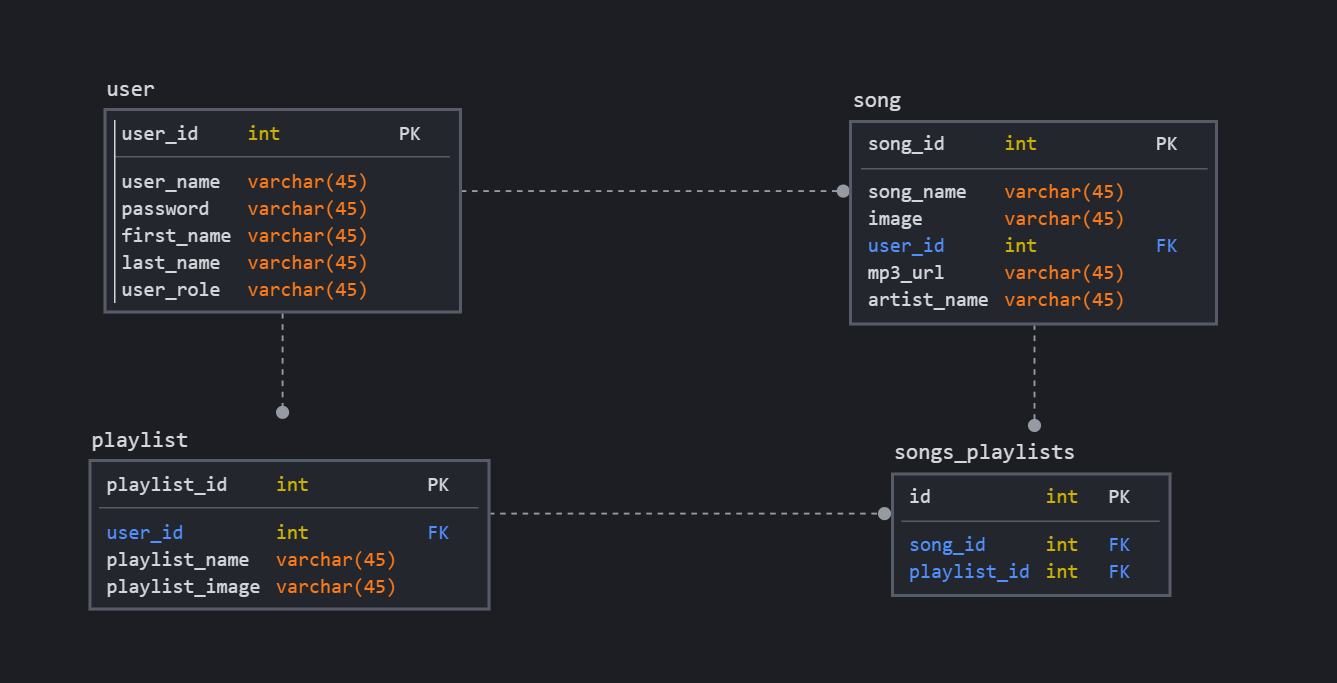 user
user_id int PK
user_name varchar(45)
password varchar(45)
first_name varchar(45)
last_name varchar(45)
user_role varchar(45)
song
song_id int PK
song_name varchar(45)
image varchar(45)
user_id int FK
mp3_url varchar(45)
artist_name varchar(45)
playlist
playlist_id int PK
user_id int FK
playlist_name varchar(45)
playlist_image varchar(45)
songs_playlists
id int PK
song_id int FK
playlist_id int FK